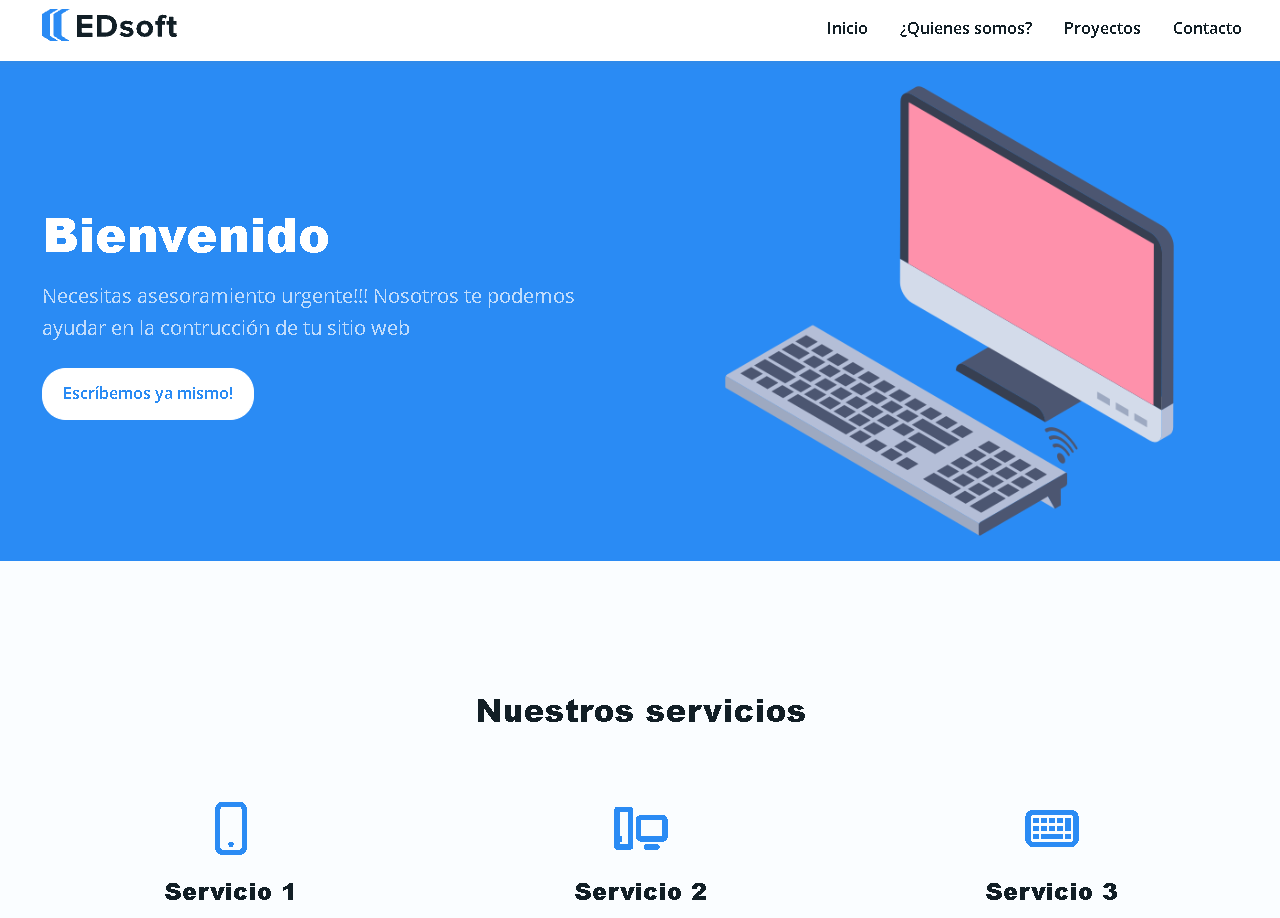 EDsoft
Inicio
¿Quienes somos?
Proyectos
Contacto
Bienvenido
Necesitas asesoramiento urgente!!! Nosotros te podemos
ayudar en la contrucción de tu sitio web
Escríbemos ya mismo!
Nuestros servicios
Servicio 1
Servicio 2
Servicio 3